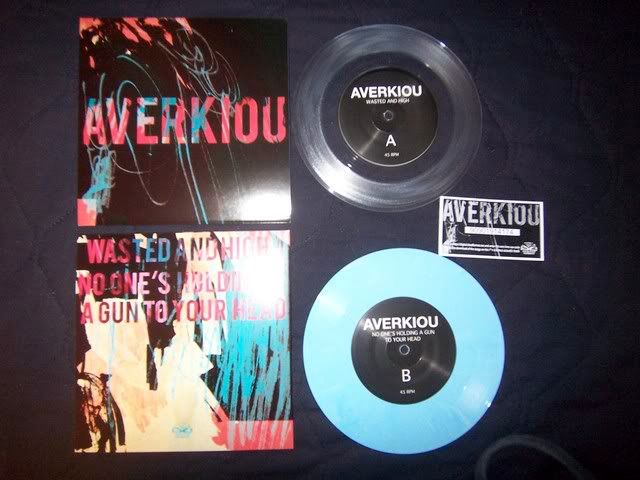 AVERKIOU
AVERKIOU
WASTED AND HIGH
A
45 RPM
AVERKIOU
WASTED AND HIGH
NO ONE'S HOLDING
A GUN TO YOUR HEAD
AVERKIOU
NO ONE'S HOLDING A GUN
TO YOUR HEAD
B
45 RPM